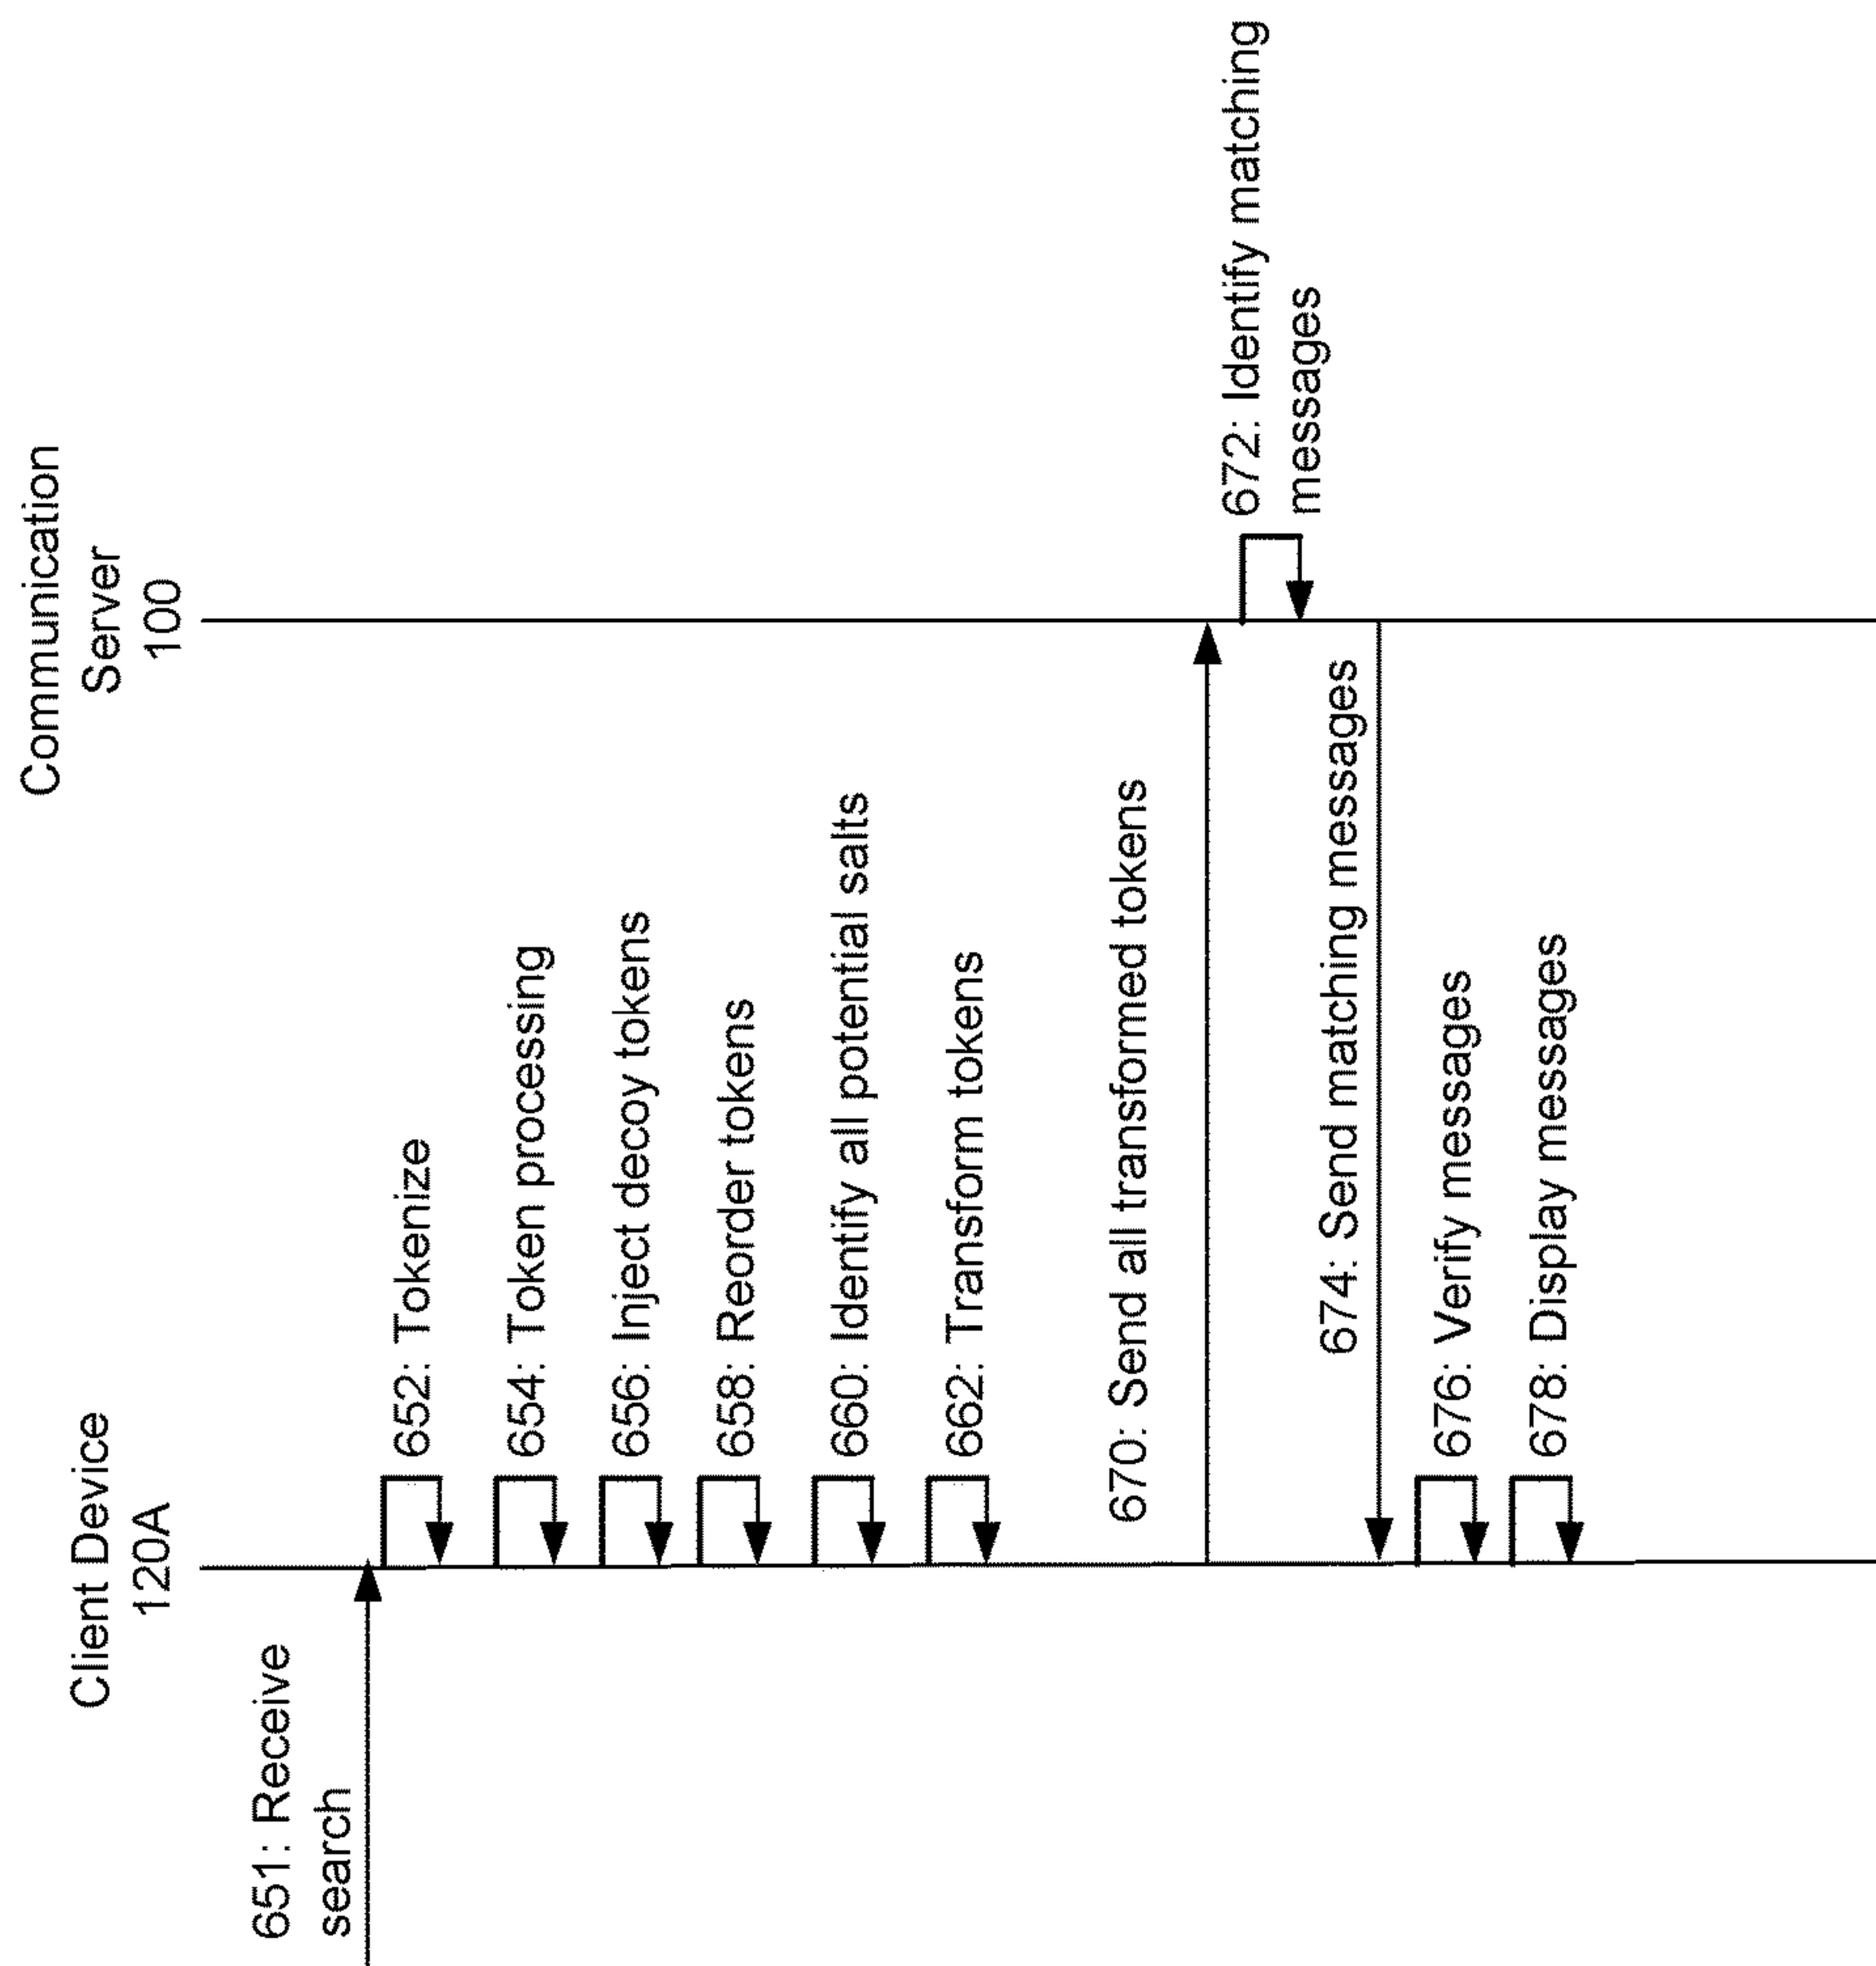 Client Device
120A
Communication
Server
100
651: Receive
search
652: Tokenize
654: Token processing
656: Inject decoy tokens
658: Reorder tokens
660: Identify all potential salts
662: Transform tokens
670: Send all transformed tokens
672: Identify matching
messages
674: Send matching messages
676: Verify messages
678: Display messages